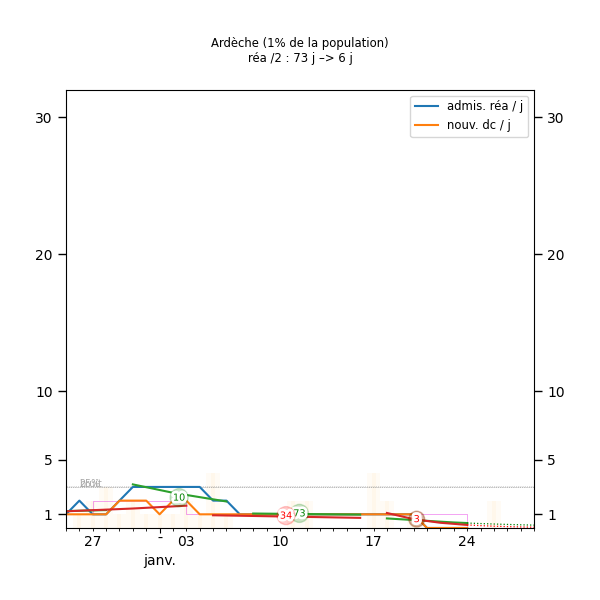 Ardèche (1% de la population)
réa /2 : 73 j –> 6 j
admis. réa / j
nouv. dc / j
30 30
20 20
10 10
5 5
1 1
10
34 73
3
27 - 03 10 17 24
janv.